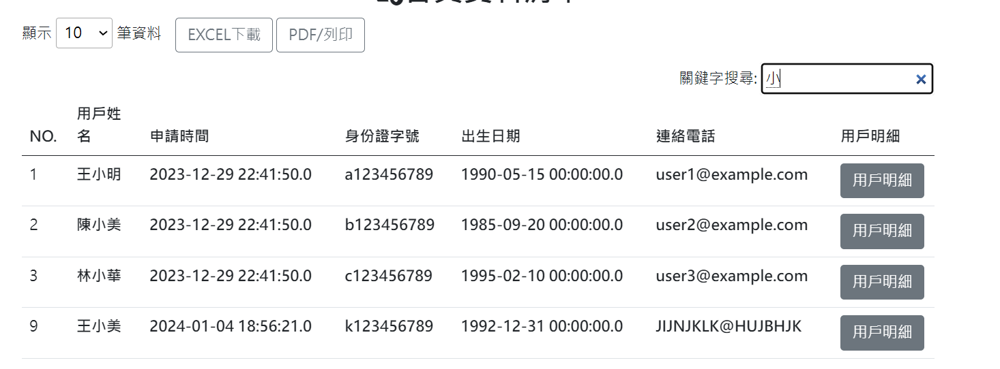 顯示 10 筆資料 EXCEL下載 PDF/列印
關鍵字搜尋: 小
NO. 用戶姓名 申請時間 身份證字號 出生日期 連絡電話 用戶明細
1 王小明 2023-12-29 22:41:50.0 a123456789 1990-05-15 00:00:00.0 user1@example.com 用戶明細
2 陳小美 2023-12-29 22:41:50.0 b123456789 1985-09-20 00:00:00.0 user2@example.com 用戶明細
3 林小華 2023-12-29 22:41:50.0 c123456789 1995-02-10 00:00:00.0 user3@example.com 用戶明細
9 王小美 2024-01-04 18:56:21.0 k123456789 1992-12-31 00:00:00.0 JIJNJKLK@HUJBHJK 用戶明細